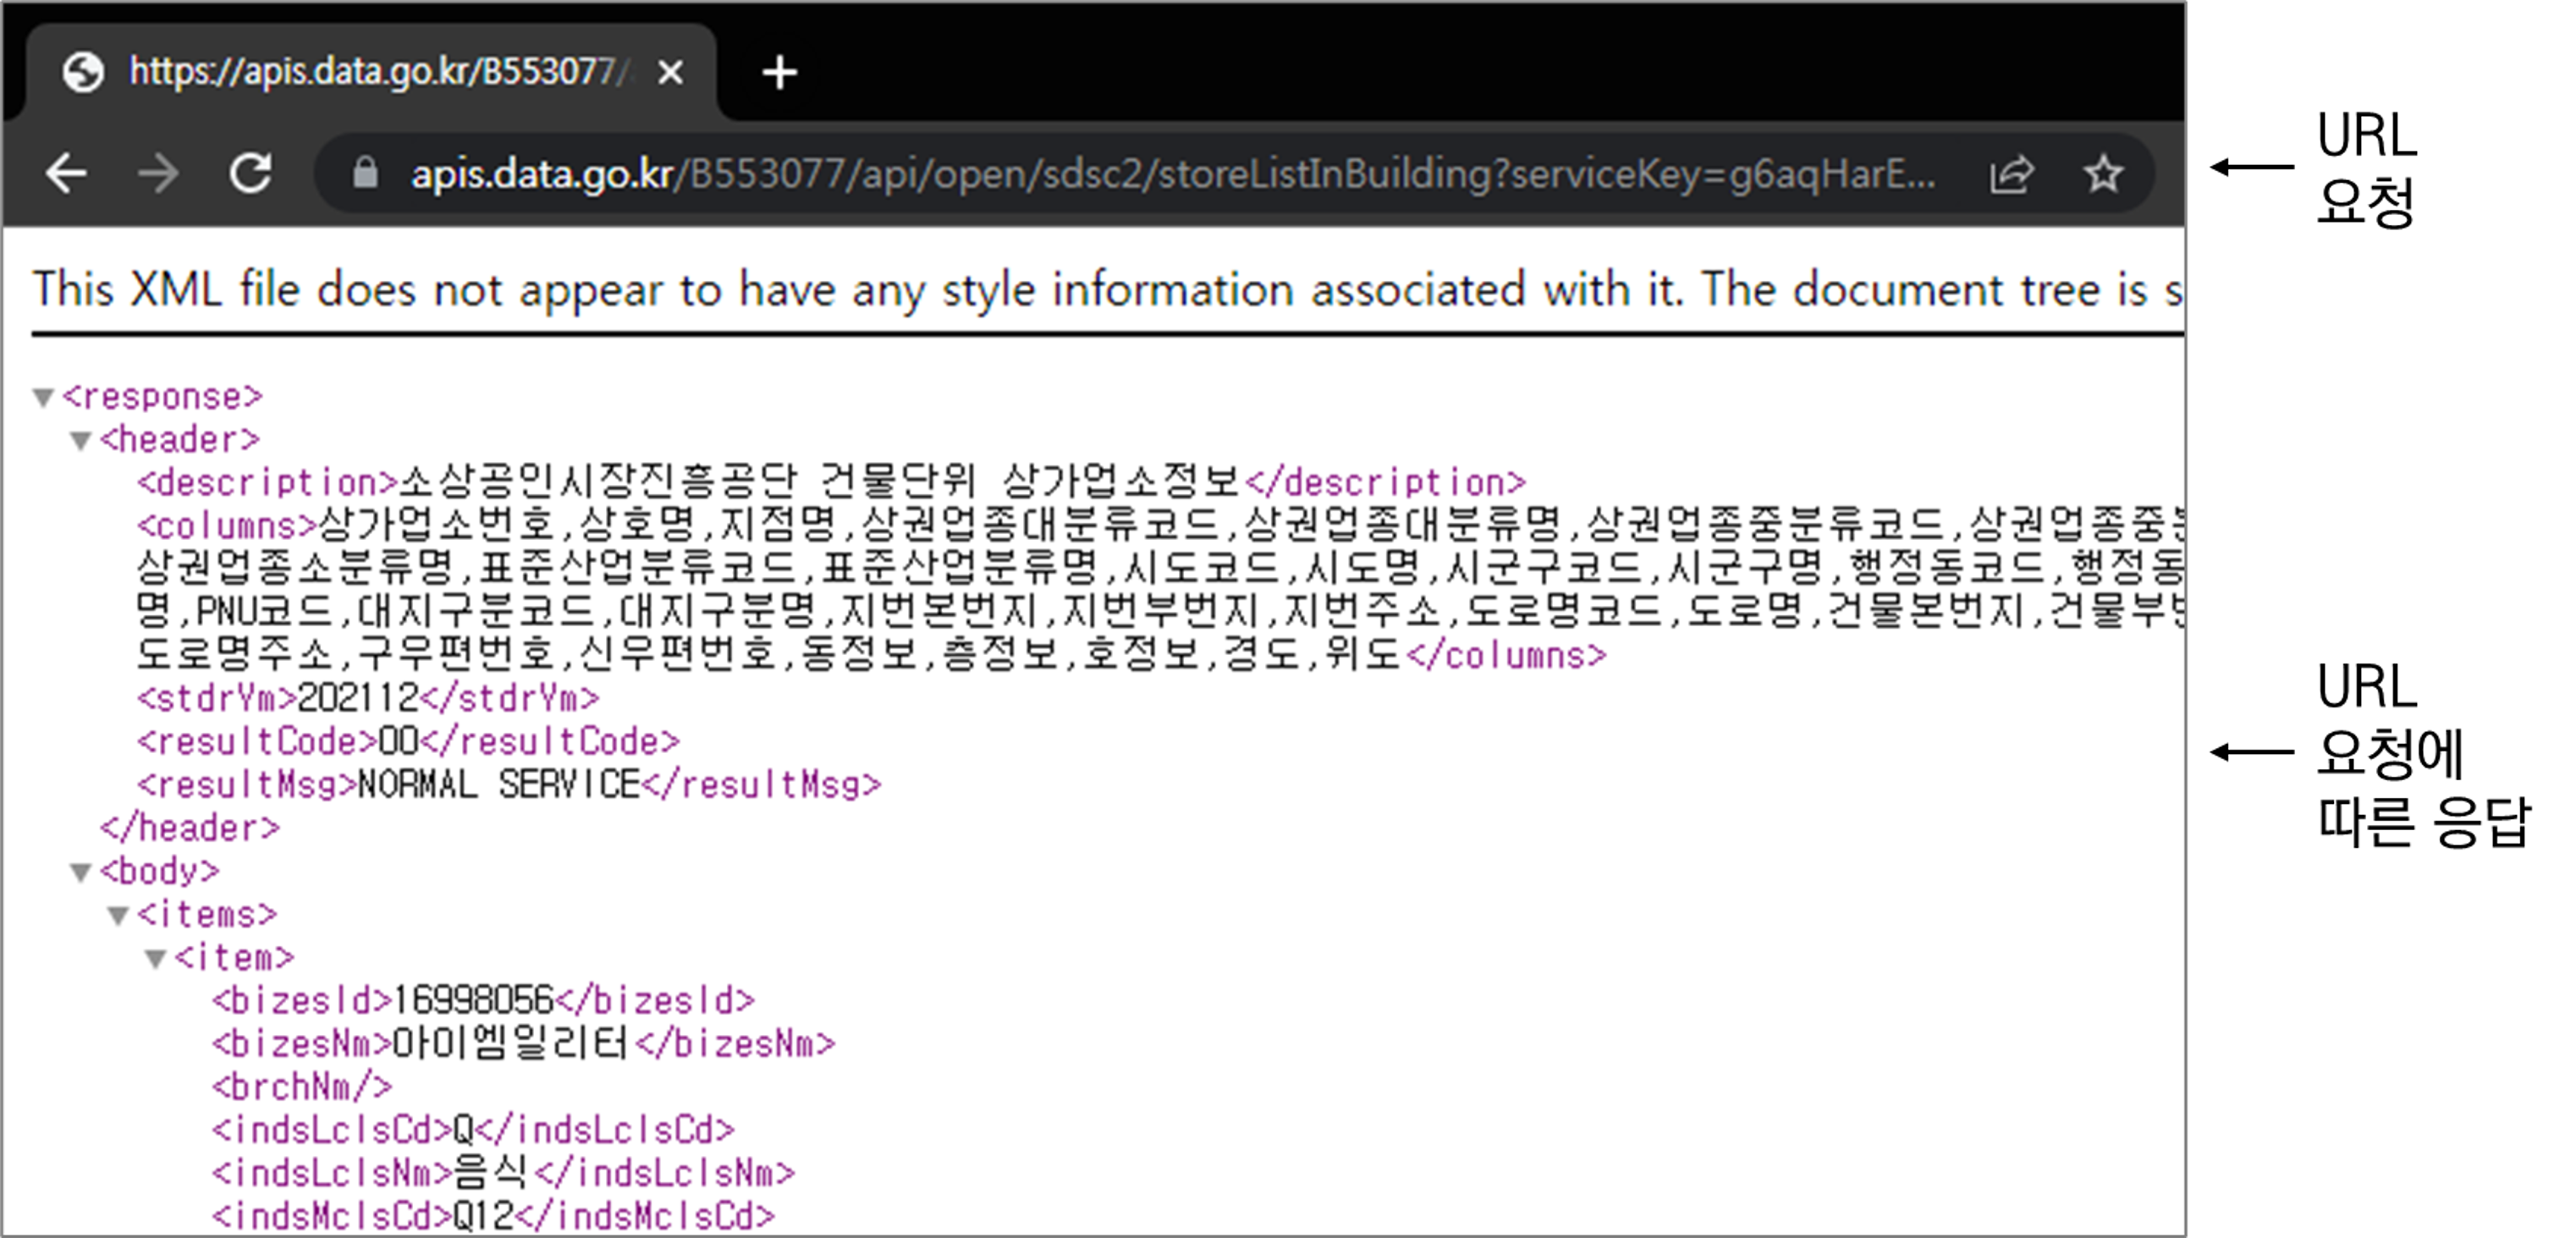 https://apis.data.go.kr/B553077/
apis.data.go.kr/B553077/api/open/sdsc2/storeListInBuilding?serviceKey=g6aqHarE...
URL
요청
This XML file does not appear to have any style information associated with it. The document tree is s
<response>
<header>
<description>소상공인시장진흥공단 건물단위 상가업소정보</description>
<columns>상가업소번호,상호명,지점명,상권업종대분류코드,상권업종대분류명,상권업종중분류코드,상권업종중
상권업종소분류명,표준산업분류코드,표준산업분류명,시도코드,시도명,시군구코드,시군구명,행정동코드,행정동
명,PNU코드,대지구분코드,대지구분명,지번본번지,지번부번지,지번주소,도로명코드,도로명,건물본번지,건물부
도로명주소,구우편번호,신우편번호,동정보,층정보,호정보,경도,위도</columns>
<stdrYm>202112</stdrYm>
<resultCode>00</resultCode>
<resultMsg>NORMAL SERVICE</resultMsg>
</header>
<body>
<items>
<item>
<bizesId>16998056</bizesId>
<bizesNm>아이엠일리터</bizesNm>
<brchNm/>
<indsLclsCd>Q</indsLclsCd>
<indsLclsNm>음식</indsLclsNm>
<indsMclsCd>Q12</indsMclsCd>
URL
요청에
따른 응답